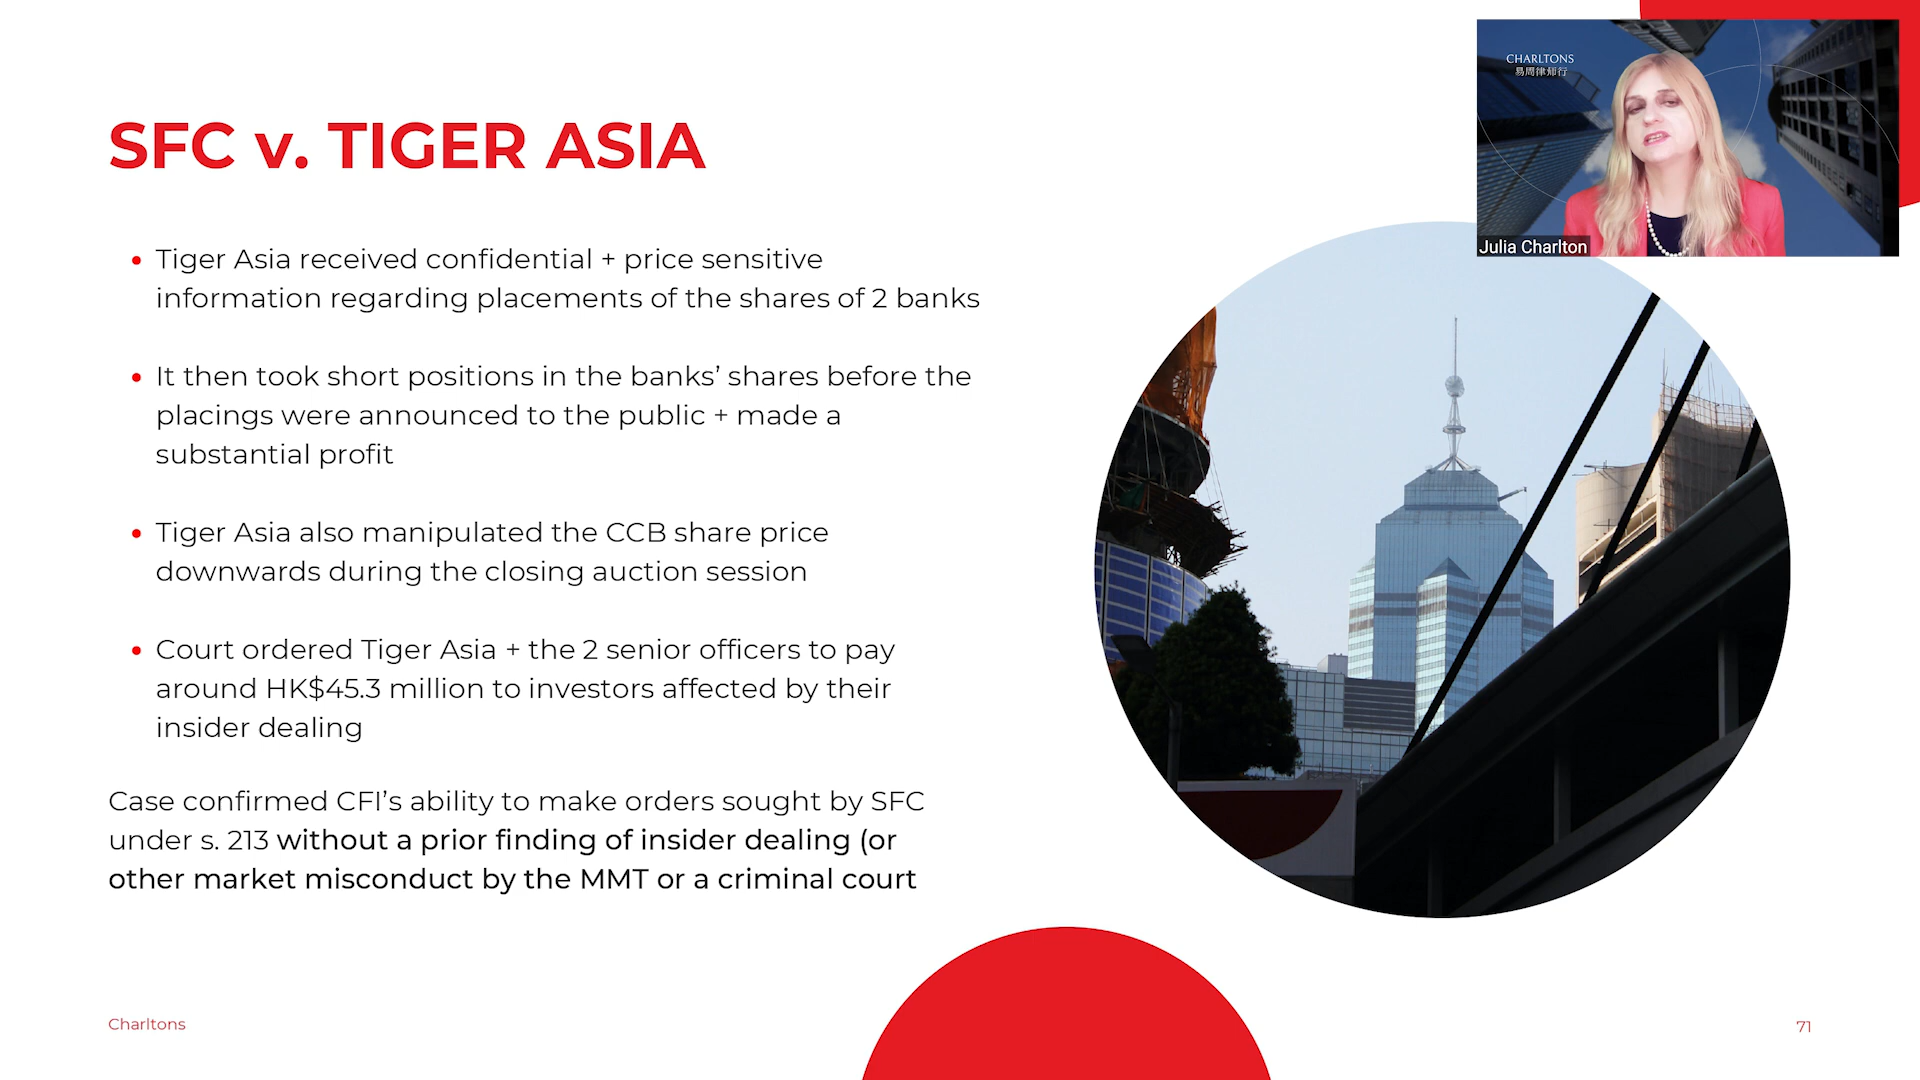 CHARLTONS
易周律师行
Julia Charlton
SFC v. TIGER ASIA
• Tiger Asia received confidential + price sensitive
information regarding placements of the shares of 2 banks
• It then took short positions in the banks’ shares before the
placings were announced to the public + made a
substantial profit
• Tiger Asia also manipulated the CCB share price
downwards during the closing auction session
• Court ordered Tiger Asia + the 2 senior officers to pay
around HK$45.3 million to investors affected by their
insider dealing
Case confirmed CFI’s ability to make orders sought by SFC
under s. 213 without a prior finding of insider dealing (or
other market misconduct by the MMT or a criminal court
Charltons
71